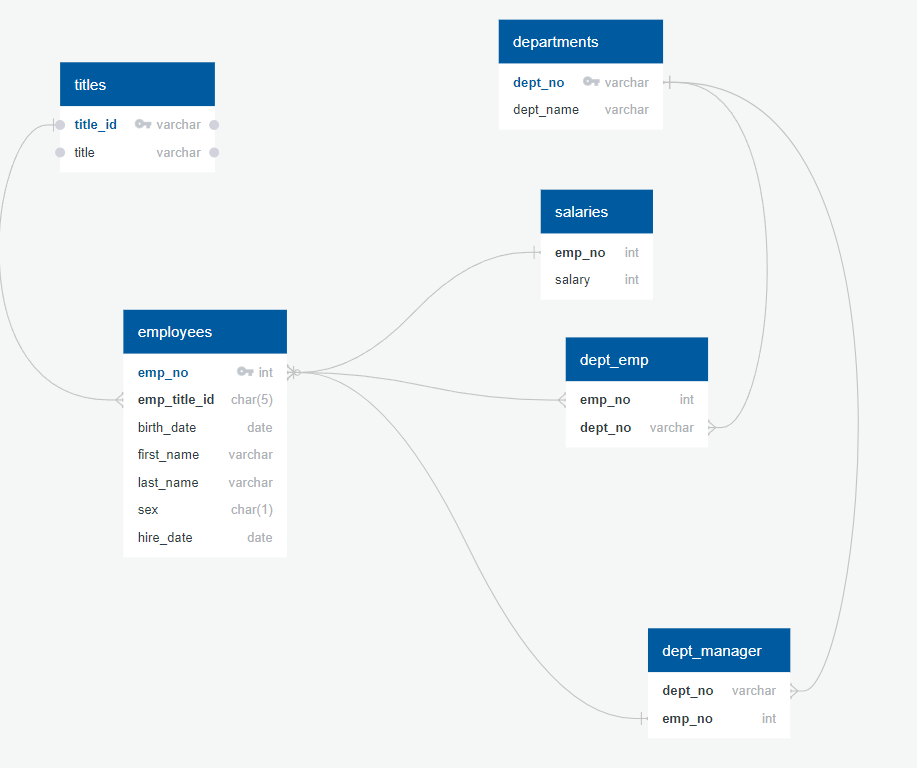 departments
dept_no varchar
dept_name varchar
titles
title_id varchar
title varchar
salaries
emp_no int
salary int
employees
emp_no int
emp_title_id char(5)
birth_date date
first_name varchar
last_name varchar
sex char(1)
hire_date date
dept_emp
emp_no int
dept_no varchar
dept_manager
dept_no varchar
emp_no int